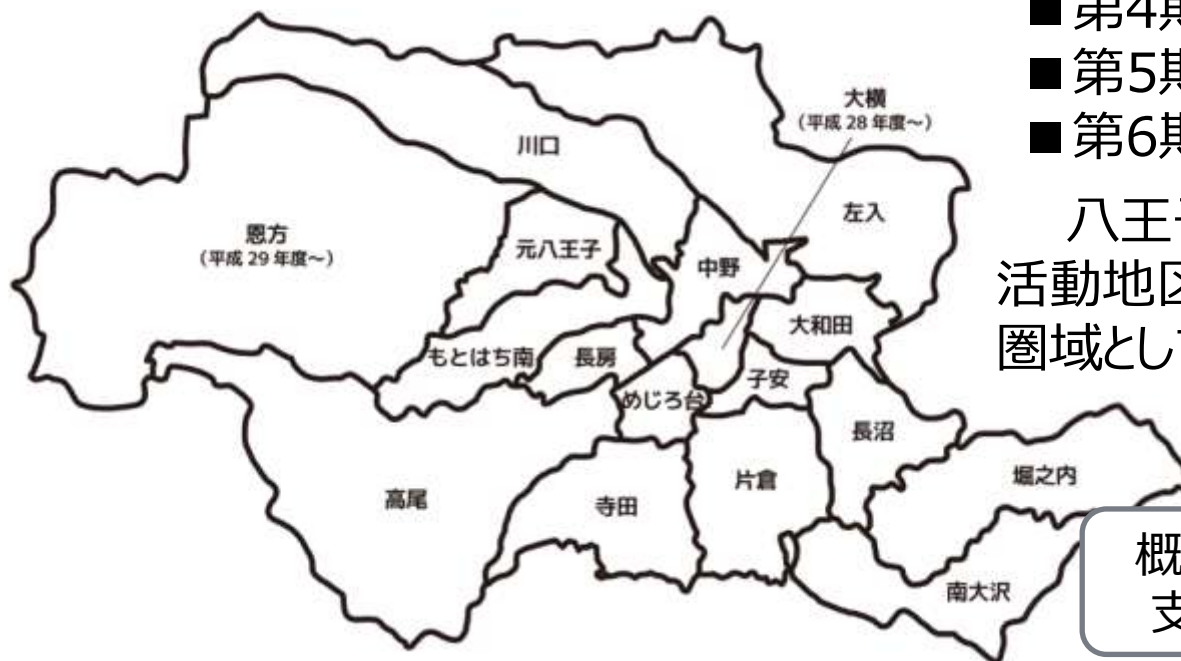 ■第4期
■第5期
■第6期
八王子
活動地区
圏域として
大横
(平成 28 年度~)
川口
左入
恩方
(平成 29 年度~)
元八王子
中野
大和田
もとはち南
長房
子安
めじろ台
長沼
堀之内
片倉
高尾
寺田
南大沢
概
支